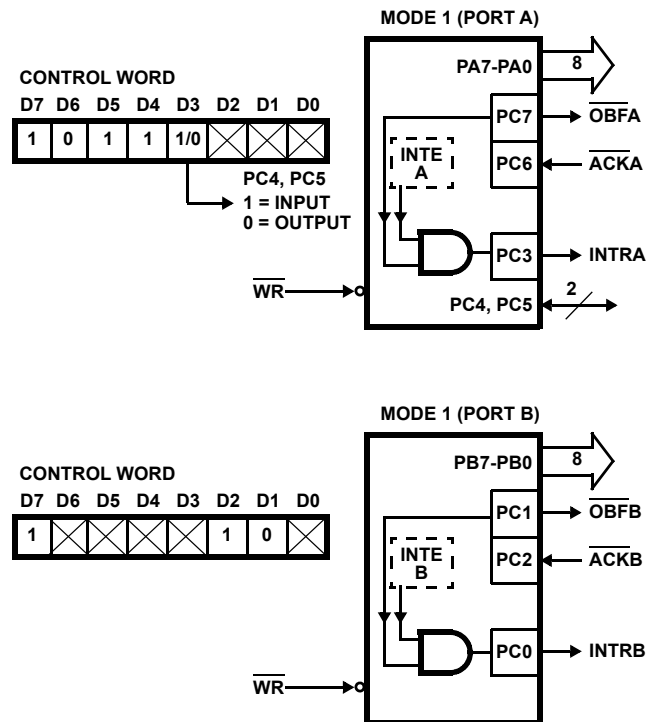 MODE 1 (PORT A)
CONTROL WORD
D7 D6 D5 D4 D3 D2 D1 D0
1 0 1 1 1/0
PC4, PC5
1 = INPUT
0 = OUTPUT
PA7-PA0
8
PC7
OBFA
INTE
A
PC6
ACKA
PC3
INTRA
WR
PC4, PC5
2
MODE 1 (PORT B)
CONTROL WORD
D7 D6 D5 D4 D3 D2 D1 D0
1 1 0
PB7-PB0
8
PC1
OBFB
INTE
B
PC2
ACKB
PC0
INTRB
WR